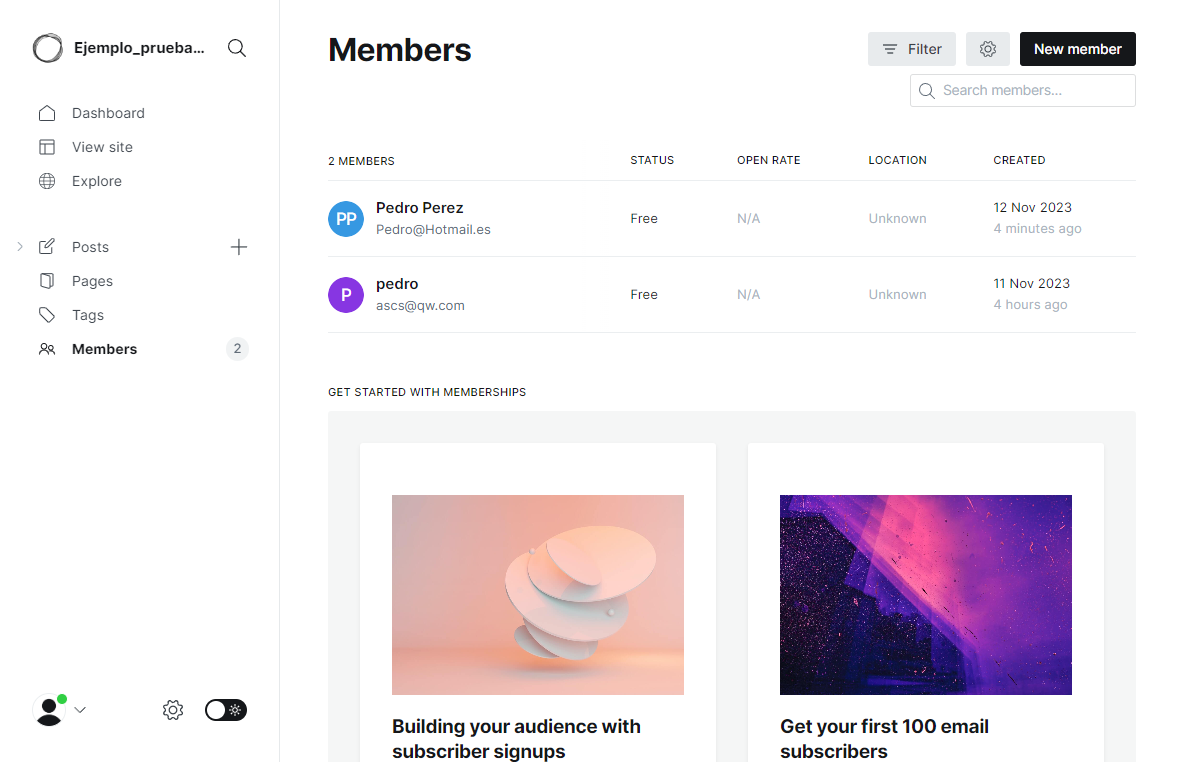 Ejemplo_prueba...
Dashboard
View site
Explore
Posts
Pages
Tags
Members 2
Members
Filter
New member
Search members...
2 MEMBERS STATUS OPEN RATE LOCATION CREATED
PP Pedro Perez Free N/A Unknown 12 Nov 2023
Pedro@Hotmail.es 4 minutes ago
P pedro Free N/A Unknown 11 Nov 2023
ascs@qw.com 4 hours ago
GET STARTED WITH MEMBERSHIPS
Building your audience with
subscriber signups
Get your first 100 email
subscribers